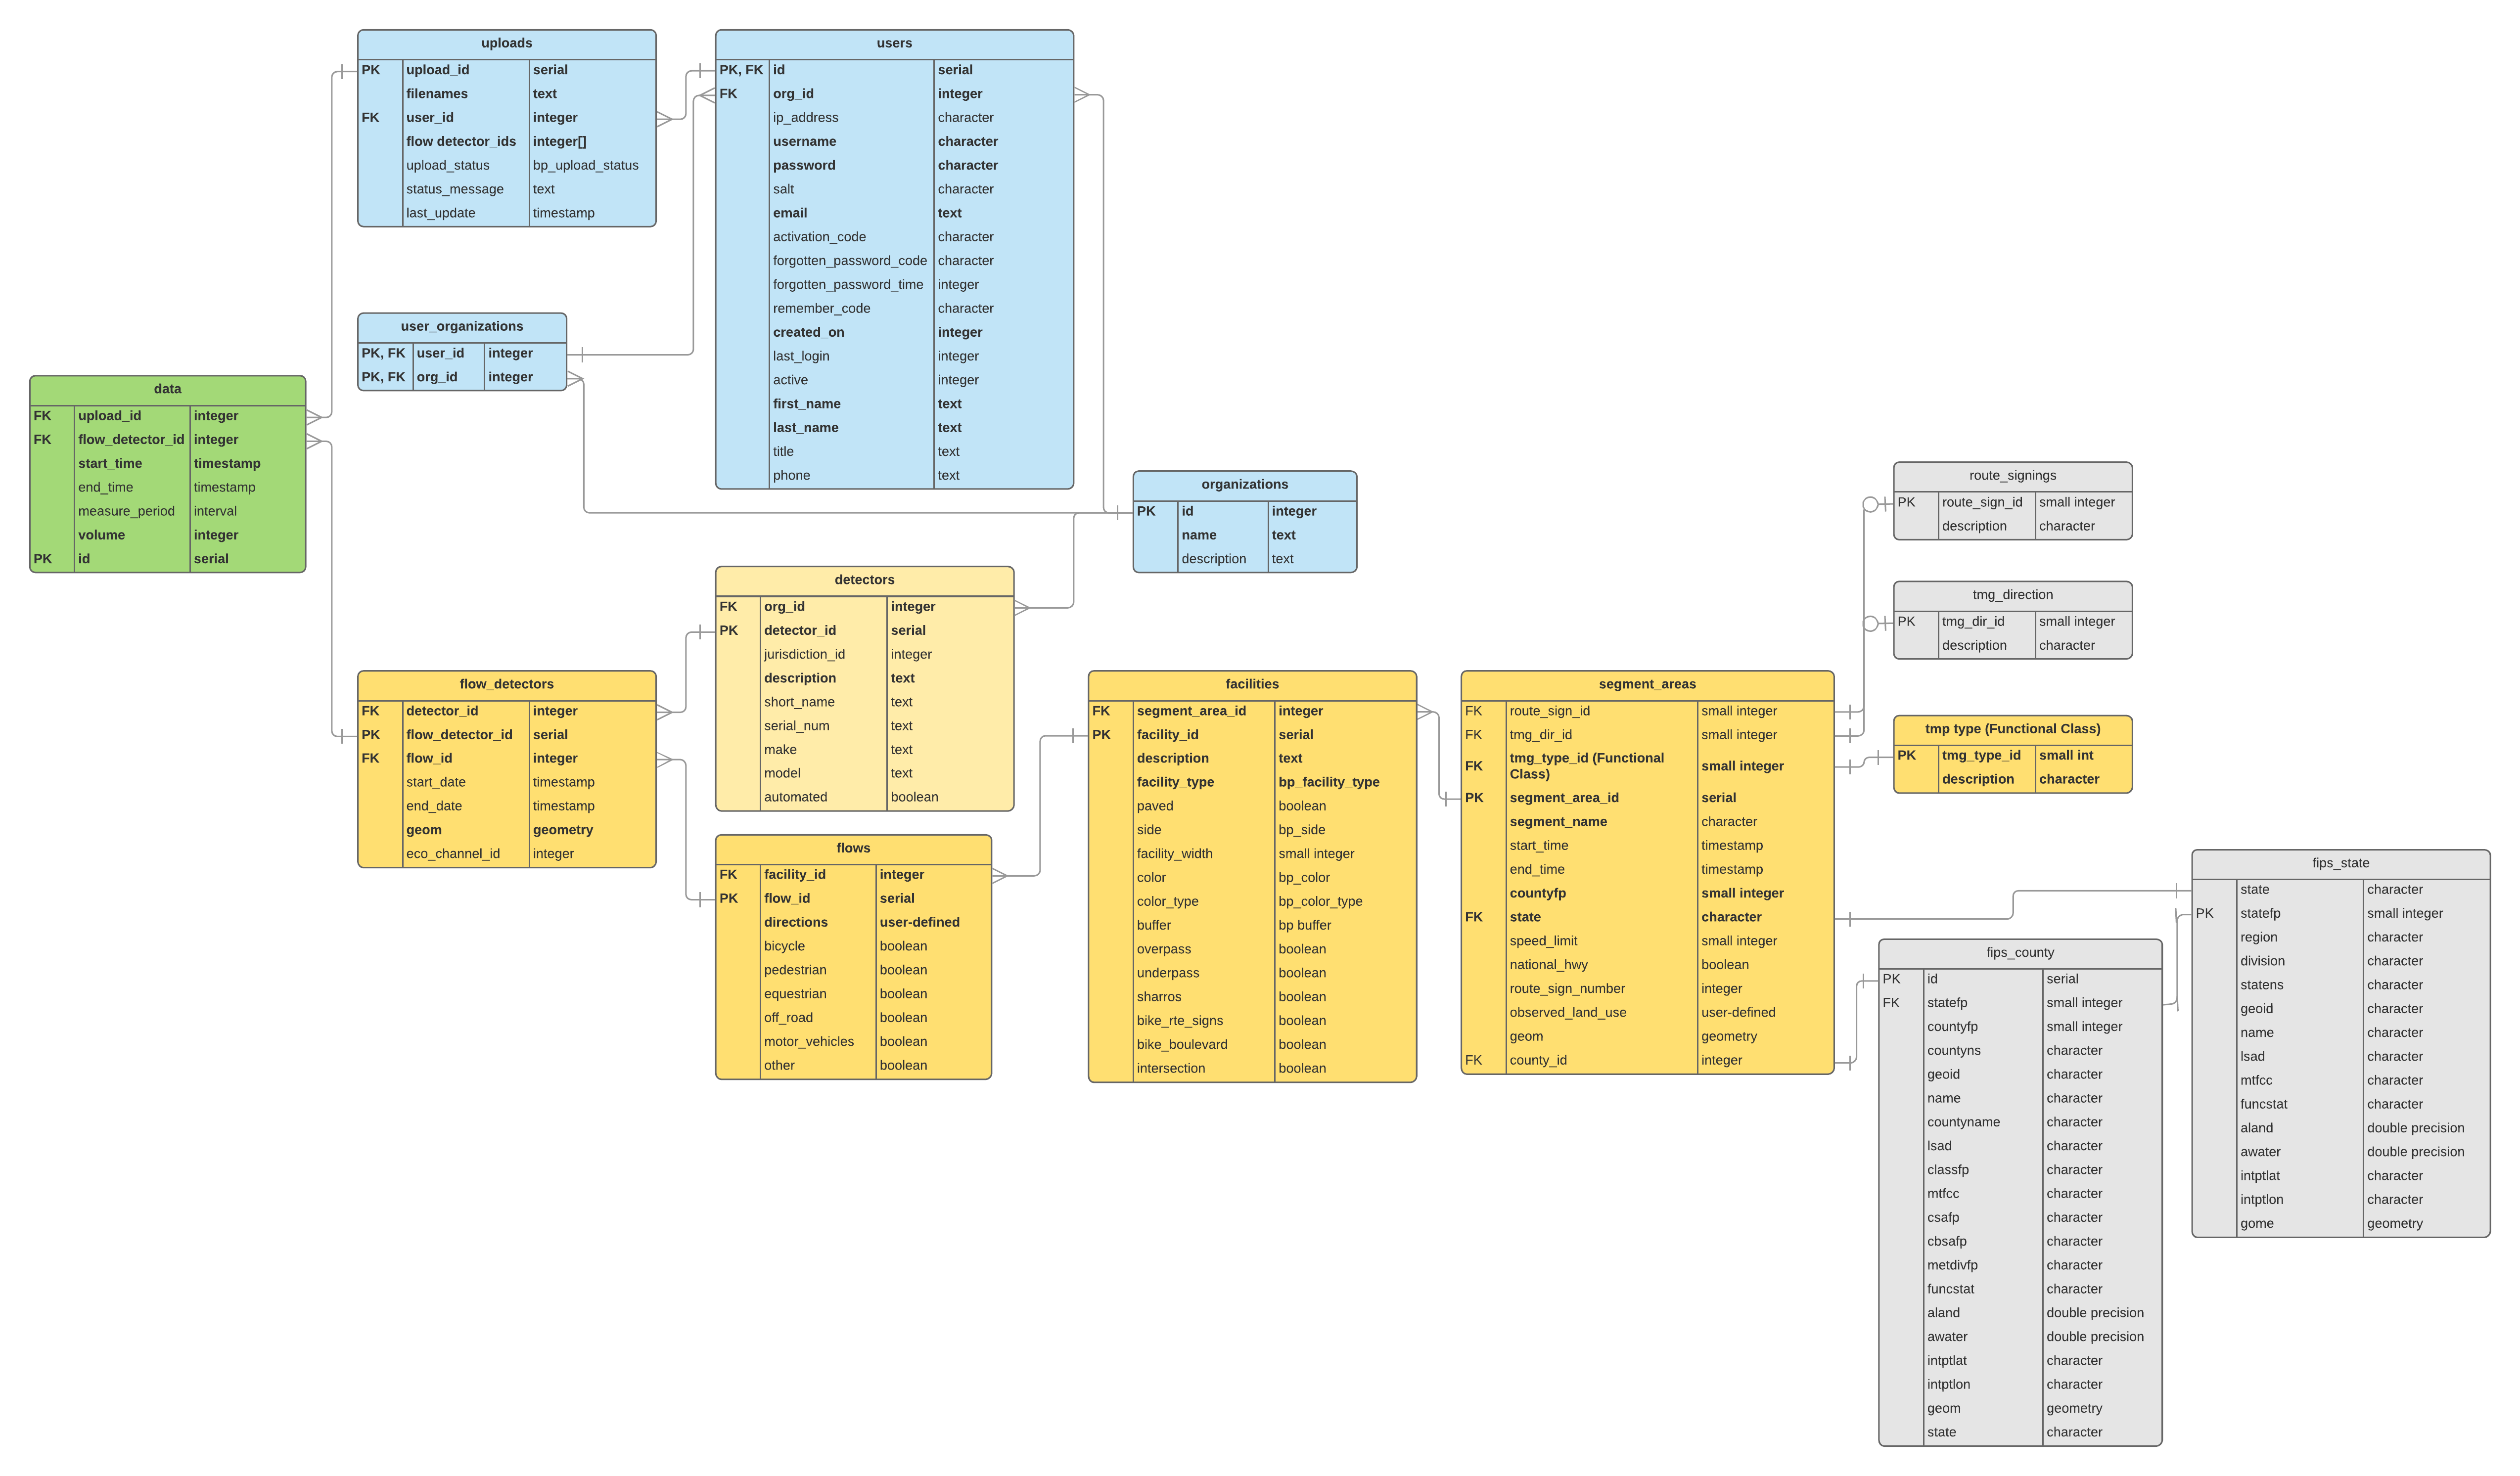 uploads
PK upload_id serial
filenames text
FK user_id integer
flow detector_ids integer[]
upload_status bp_upload_status
status_message text
last_update timestamp
users
PK, FK id serial
FK org_id integer
ip_address character
username character
password character
salt character
email text
activation_code character
forgotten_password_code character
forgotten_password_time integer
remember_code character
created_on integer
last_login integer
active integer
first_name text
last_name text
title text
phone text
user_organizations
PK, FK user_id integer
PK, FK org_id integer
data
FK upload_id integer
FK flow_detector_id integer
start_time timestamp
end_time timestamp
measure_period interval
volume integer
PK id serial
organizations
PK id integer
name text
description text
route_signings
PK route_sign_id small integer
description character
detectors
FK org_id integer
PK detector_id serial
jurisdiction_id integer
description text
short_name text
serial_num text
make text
model text
automated boolean
tmg_direction
PK tmg_dir_id small integer
description character
flow_detectors
FK detector_id integer
PK flow_detector_id serial
FK flow_id integer
start_date timestamp
end_date timestamp
geom geometry
eco_channel_id integer
facilities
FK segment_area_id integer
PK facility_id serial
description text
facility_type bp_facility_type
paved boolean
side bp_side
facility_width small integer
color bp_color
color_type bp_color_type
buffer bp buffer
overpass boolean
underpass boolean
sharros boolean
bike_rte_signs boolean
bike_boulevard boolean
intersection boolean
segment_areas
FK route_sign_id small integer
FK tmg_dir_id small integer
FK tmg_type_id (Functional
Class) small integer
PK segment_area_id serial
segment_name character
start_time timestamp
end_time timestamp
countyfp small integer
FK state character
speed_limit small integer
national_hwy boolean
route_sign_number integer
observed_land_use user-defined
geom geometry
FK county_id integer
tmp type (Functional Class)
PK tmg_type_id small int
description character
flows
FK facility_id integer
PK flow_id serial
directions user-defined
bicycle boolean
pedestrian boolean
equestrian boolean
off_road boolean
motor_vehicles boolean
other boolean
fips_state
state character
PK statefp small integer
region character
division character
statens character
geoid character
name character
lsad character
mtfcc character
funcstat character
aland double precision
awater double precision
intptlat character
intptlon character
gome geometry
fips_county
PK id serial
FK statefp small integer
countyfp small integer
countyns character
geoid character
name character
countyname character
lsad character
classfp character
mtfcc character
csafp character
cbsafp character
metdivfp character
funcstat character
aland double precision
awater double precision
intptlat character
intptlon character
geom geometry
state character